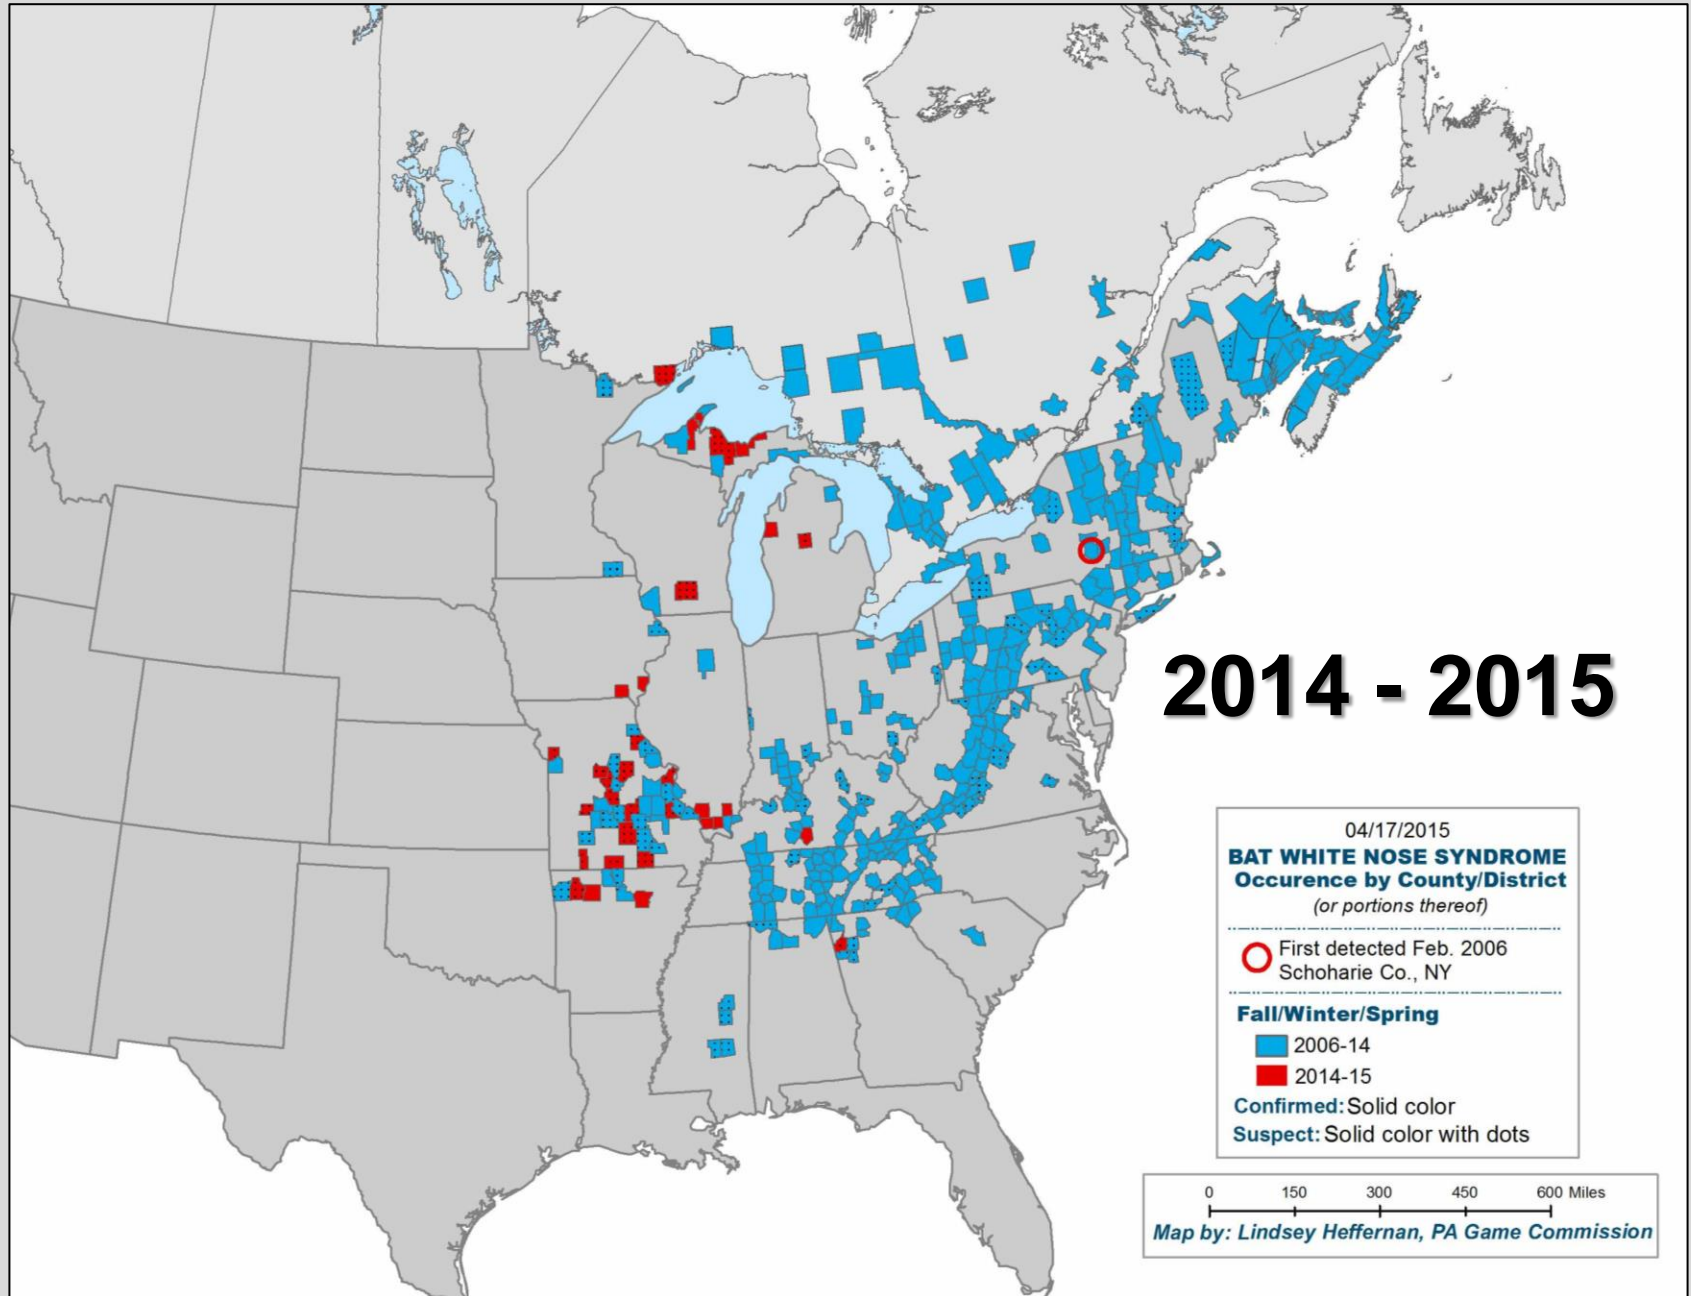 2014 - 2015
04/17/2015
BAT WHITE NOSE SYNDROME
Occurence by County/District
(or portions thereof)
First detected Feb. 2006
Schoharie Co., NY
Fall/Winter/Spring
2006-14
2014-15
Confirmed: Solid color
Suspect: Solid color with dots
0 150 300 450 600 Miles
Map by: Lindsey Heffernan, PA Game Commission